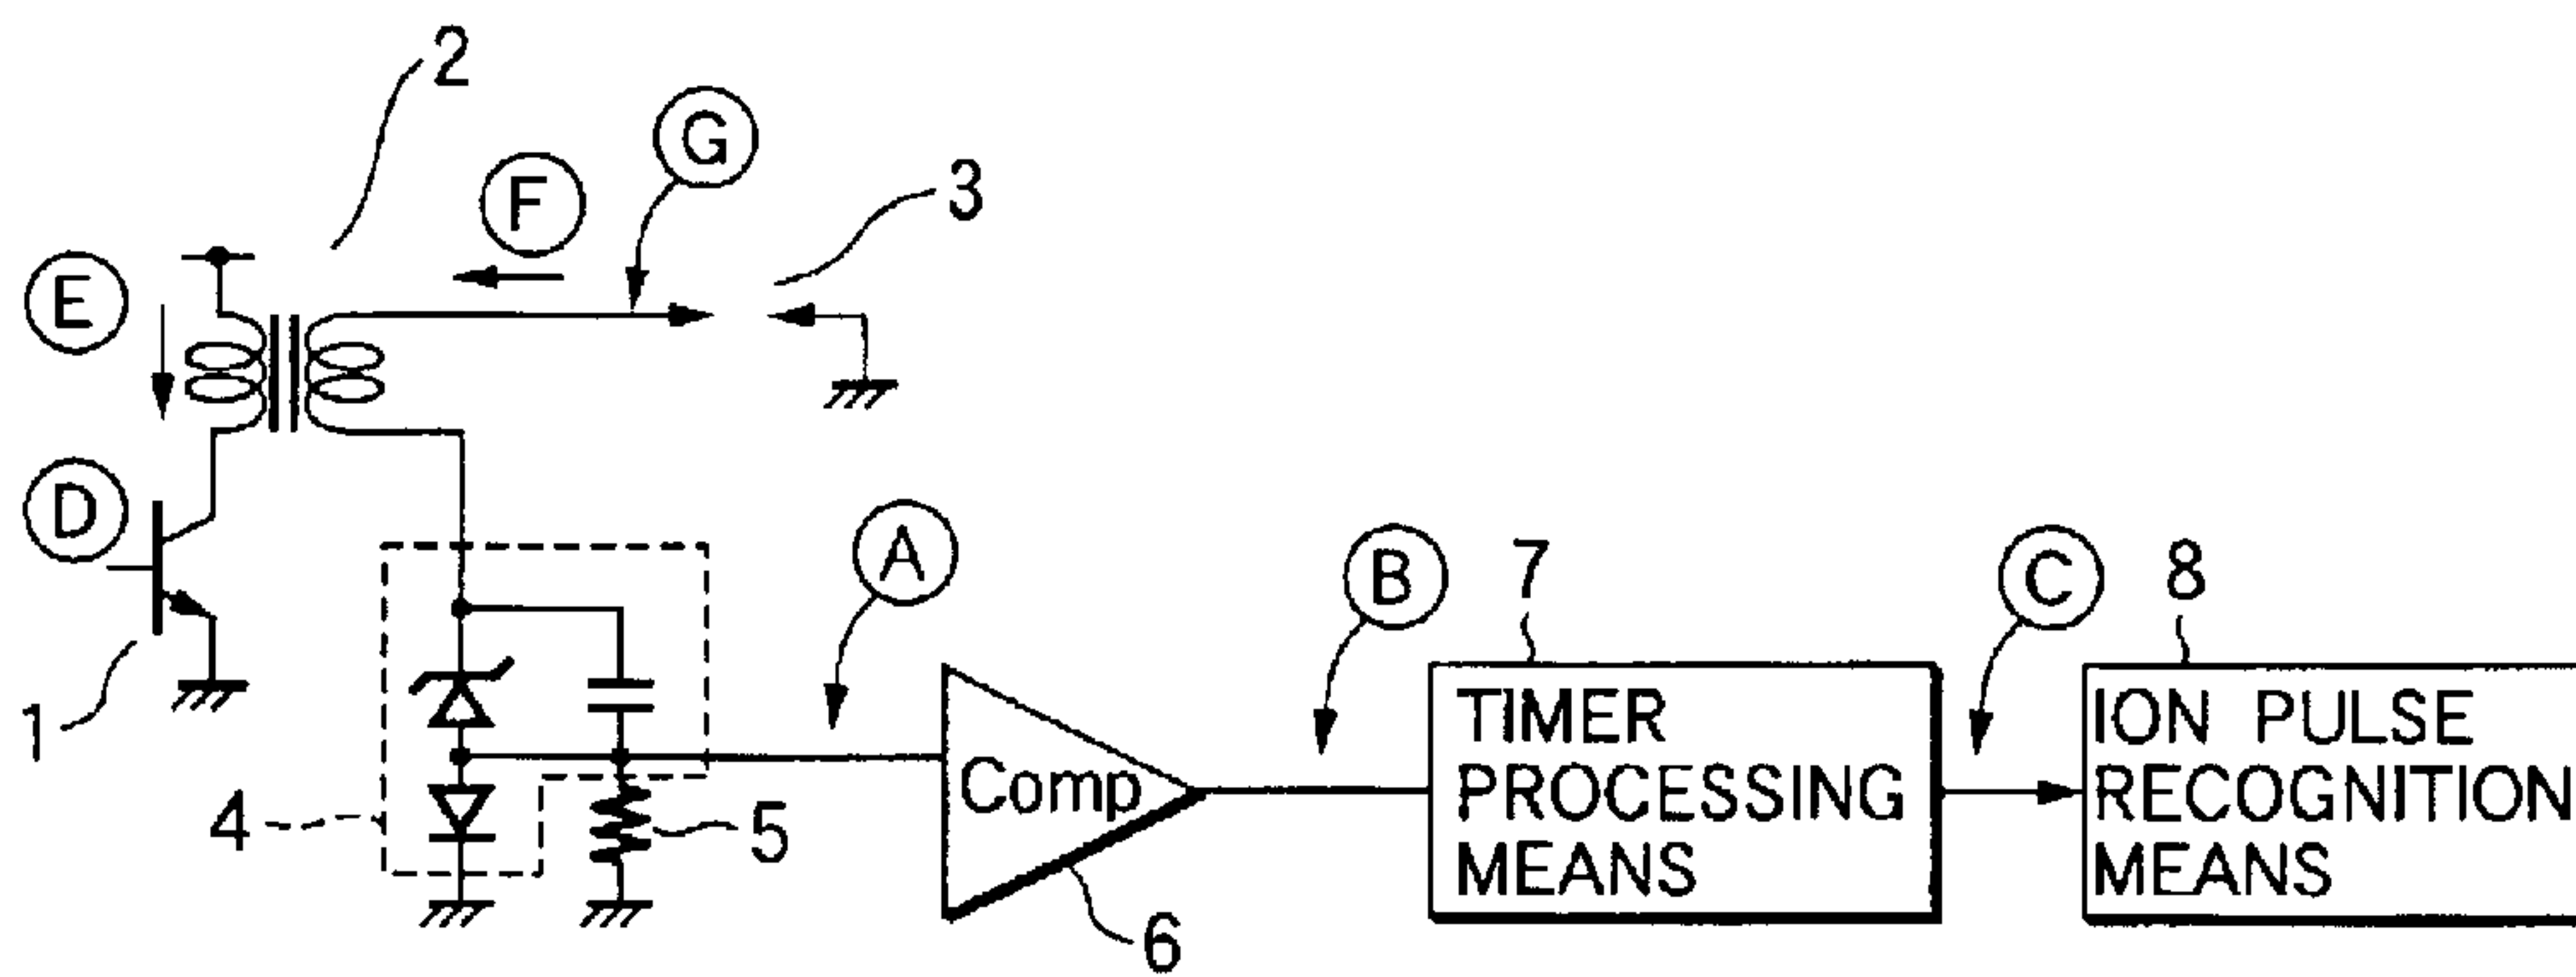 2
G
F
3
E
D
A
B
7
C
8
1
4
5
Comp
6
TIMER
PROCESSING
MEANS
ION PULSE
RECOGNITION
MEANS